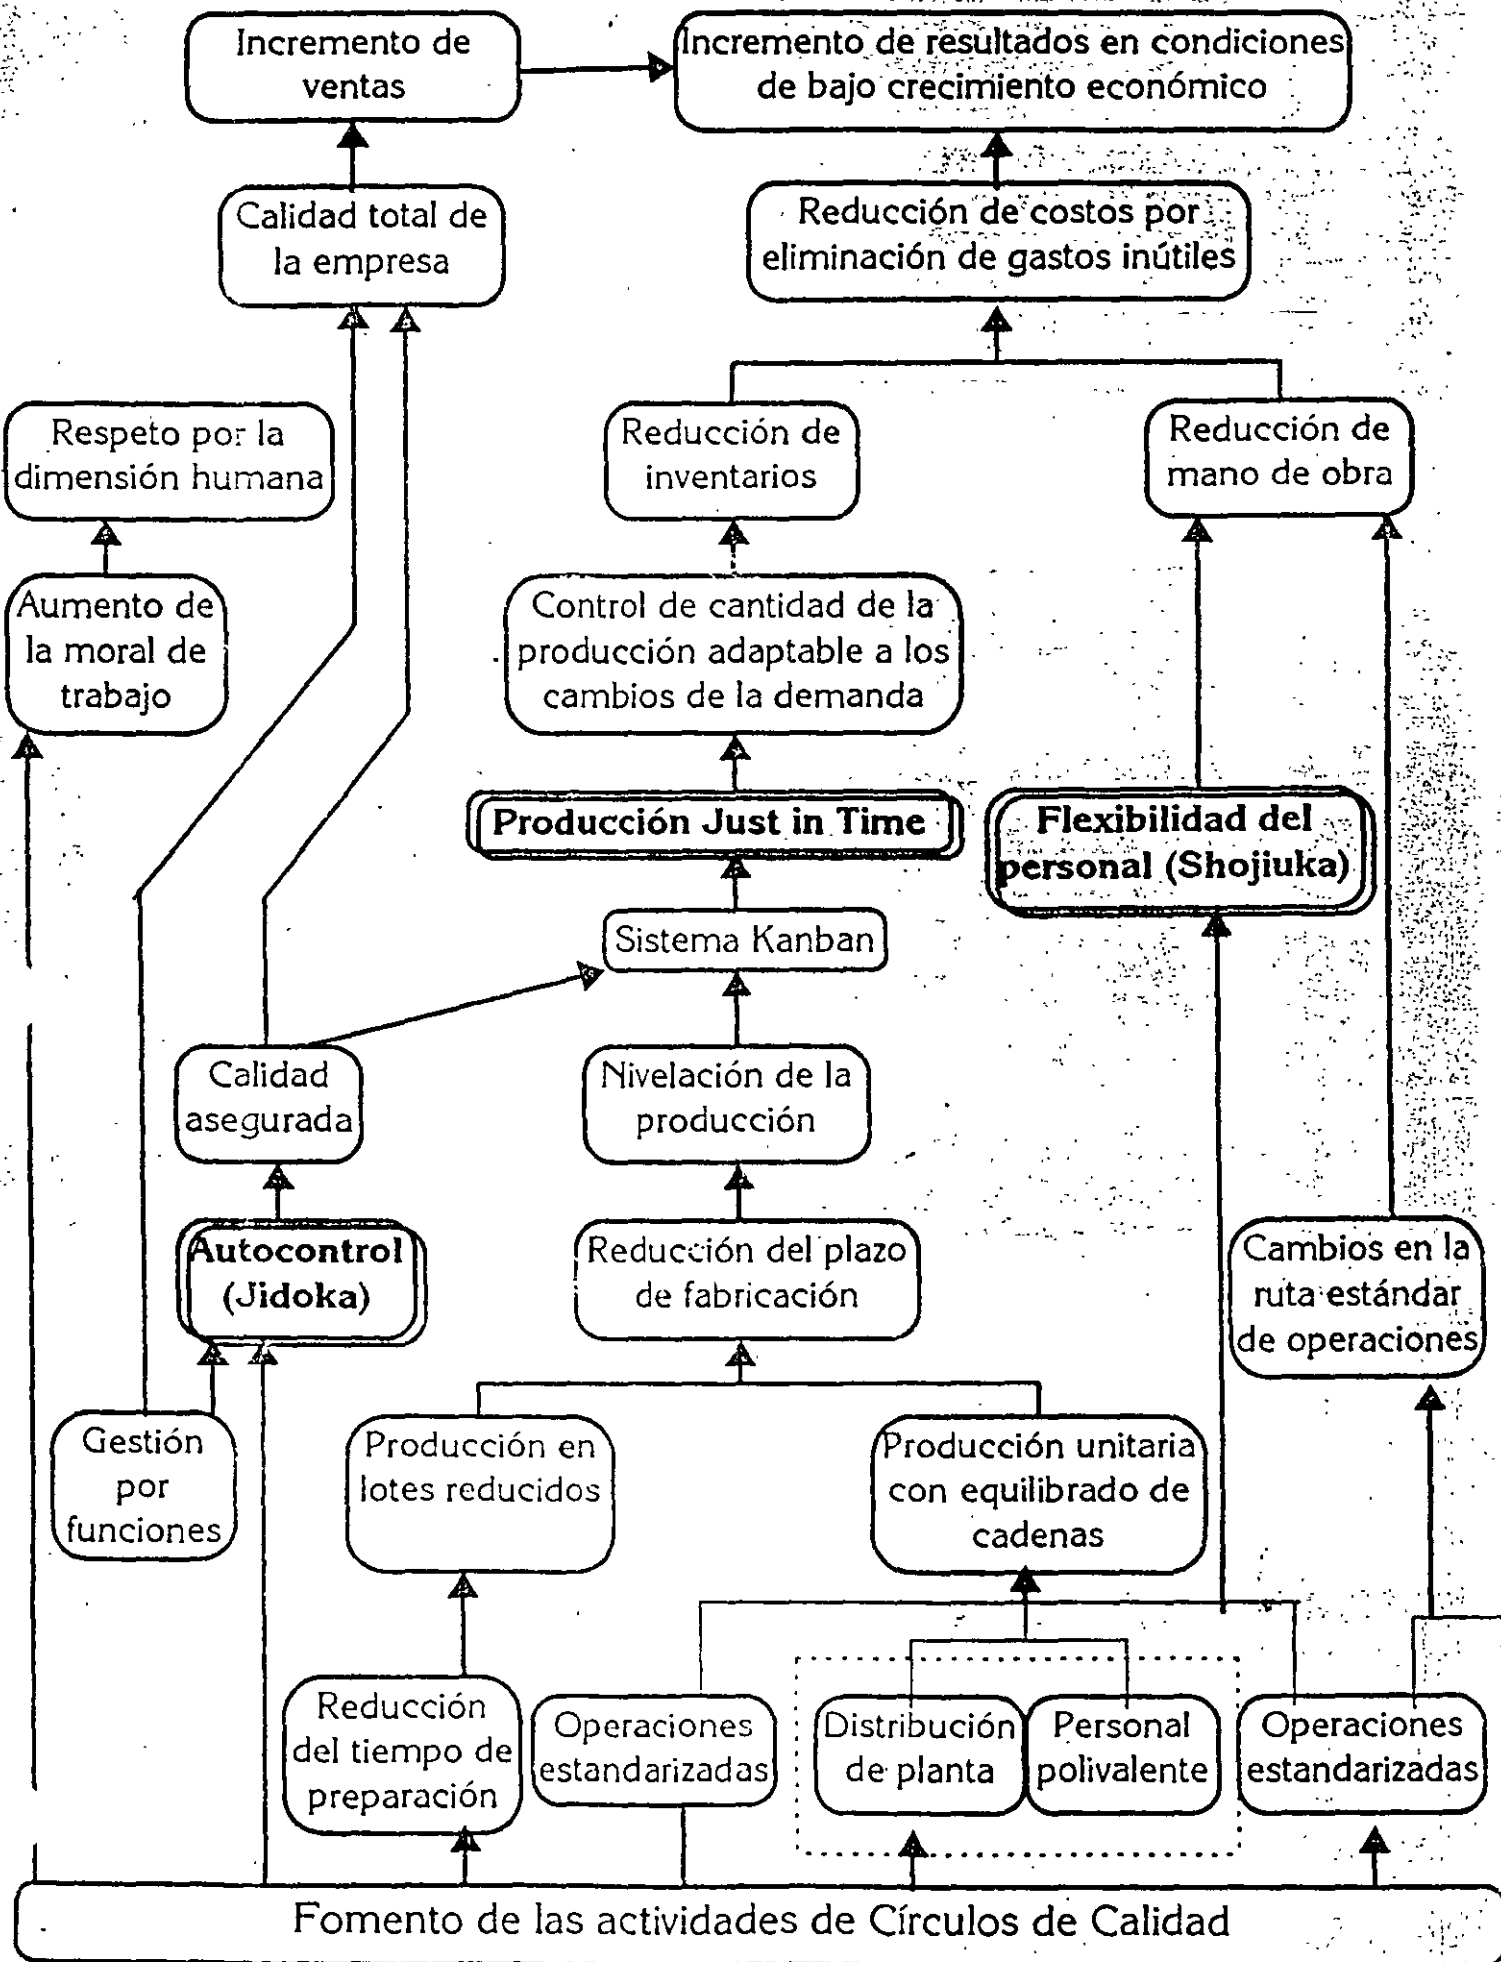 Incremento de
ventas
Incremento de resultados en condiciones
de bajo crecimiento económico
Calidad total de
la empresa
Reducción de costos por
eliminación de gastos inútiles
Respeto por la
dimensión humana
Reducción de
inventarios
Reducción de
mano de obra
Aumento de
la moral de
trabajo
Control de cantidad de la
producción adaptable a los
cambios de la demanda
Producción Just in Time
Flexibilidad del
personal (Shojiuka)
Sistema Kanban
Calidad
asegurada
Nivelación de la
producción
Autocontrol
(Jidoka)
Reducción del plazo
de fabricación
Cambios en la
ruta estándar
de operaciones
Gestión
por
funciones
Producción en
lotes reducidos
Producción unitaria
con equilibrado de
cadenas
Reducción
del tiempo de
preparación
Operaciones
estandarizadas
Distribución
de planta
Personal
polivalente
Operaciones
estandarizadas
Fomento de las actividades de Círculos de Calidad